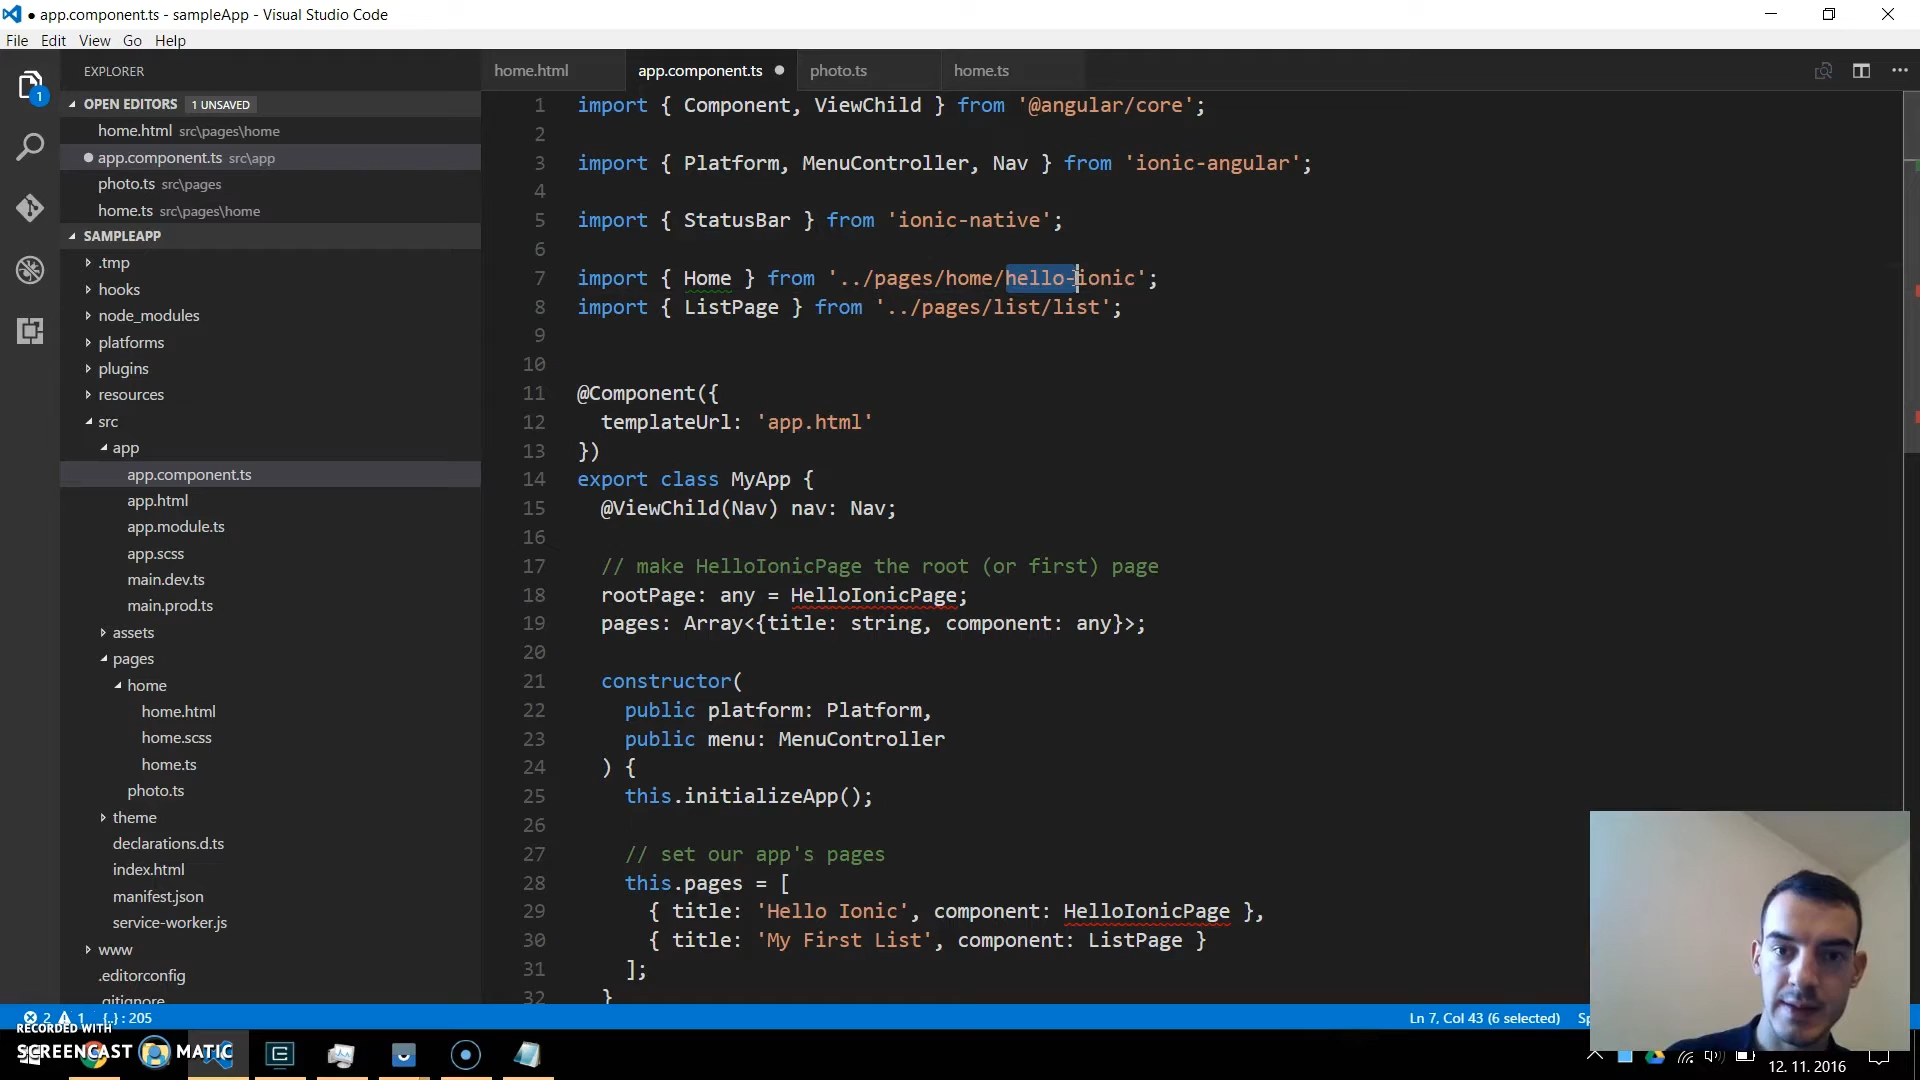 app.component.ts - sampleApp - Visual Studio Code
File Edit View Go Help
EXPLORER
OPEN EDITORS 1 UNSAVED
home.html src\pages\home
app.component.ts src\app
photo.ts src\pages
home.ts src\pages\home
SAMPLEAPP
.tmp
hooks
node_modules
platforms
plugins
resources
src
app
app.component.ts
app.html
app.module.ts
app.scss
main.dev.ts
main.prod.ts
assets
pages
home
home.html
home.scss
home.ts
photo.ts
theme
declarations.d.ts
index.html
manifest.json
service-worker.js
www
.editorconfig
.gitignore
1
home.html app.component.ts photo.ts home.ts
1 import { Component, ViewChild } from '@angular/core';
2
3 import { Platform, MenuController, Nav } from 'ionic-angular';
4
5 import { StatusBar } from 'ionic-native';
6
7 import { Home } from '../pages/home/hello-ionic';
8 import { ListPage } from '../pages/list/list';
9
10
11 @Component({
12 templateUrl: 'app.html'
13 })
14 export class MyApp {
15 @ViewChild(Nav) nav: Nav;
16
17 // make HelloIonicPage the root (or first) page
18 rootPage: any = HelloIonicPage;
19 pages: Array<{title: string, component: any}>;
20
21 constructor(
22 public platform: Platform,
23 public menu: MenuController
24 ) {
25 this.initializeApp();
26
27 // set our app's pages
28 this.pages = [
29 { title: 'Hello Ionic', component: HelloIonicPage },
30 { title: 'My First List', component: ListPage }
31 ];
32 }
2 1 {..} : 205 Ln 7, Col 43 (6 selected) Sp
RECORDED WITH
SCREENCAST MATIC
12. 11. 2016